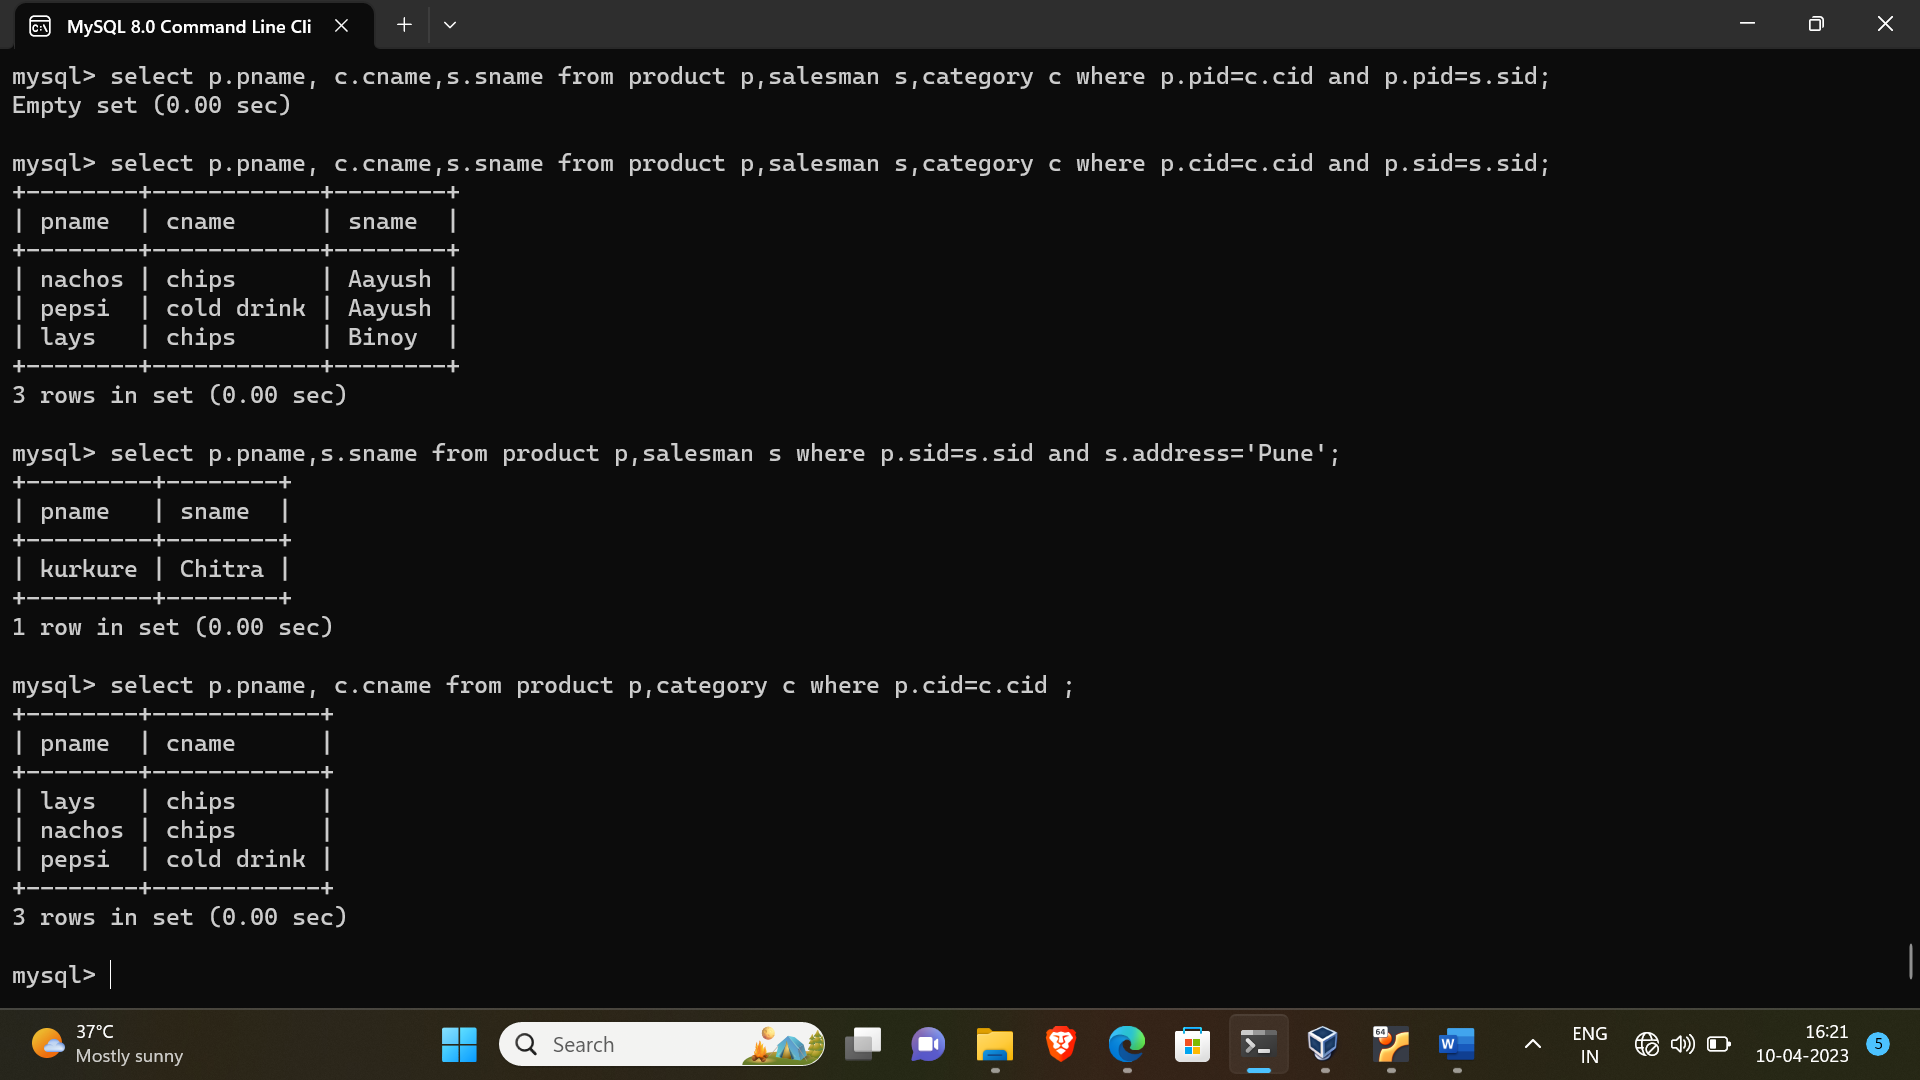 MySQL 8.0 Command Line Cli
mysql> select p.pname, c.cname,s.sname from product p,salesman s,category c where p.pid=c.cid and p.pid=s.sid;
Empty set (0.00 sec)
mysql> select p.pname, c.cname,s.sname from product p,salesman s,category c where p.cid=c.cid and p.sid=s.sid;
+--------+------------+--------+
| pname  | cname      | sname  |
+--------+------------+--------+
| nachos | chips      | Aayush |
| pepsi  | cold drink | Aayush |
| lays   | chips      | Binoy  |
+--------+------------+--------+
3 rows in set (0.00 sec)
mysql> select p.pname,s.sname from product p,salesman s where p.sid=s.sid and s.address='Pune';
+---------+--------+
| pname   | sname  |
+---------+--------+
| kurkure | Chitra |
+---------+--------+
1 row in set (0.00 sec)
mysql> select p.pname, c.cname from product p,category c where p.cid=c.cid ;
+--------+------------+
| pname  | cname      |
+--------+------------+
| lays   | chips      |
| nachos | chips      |
| pepsi  | cold drink |
+--------+------------+
3 rows in set (0.00 sec)
mysql>
37°C
Mostly sunny
Search
64
W
ENG
IN
16:21
10-04-2023
5